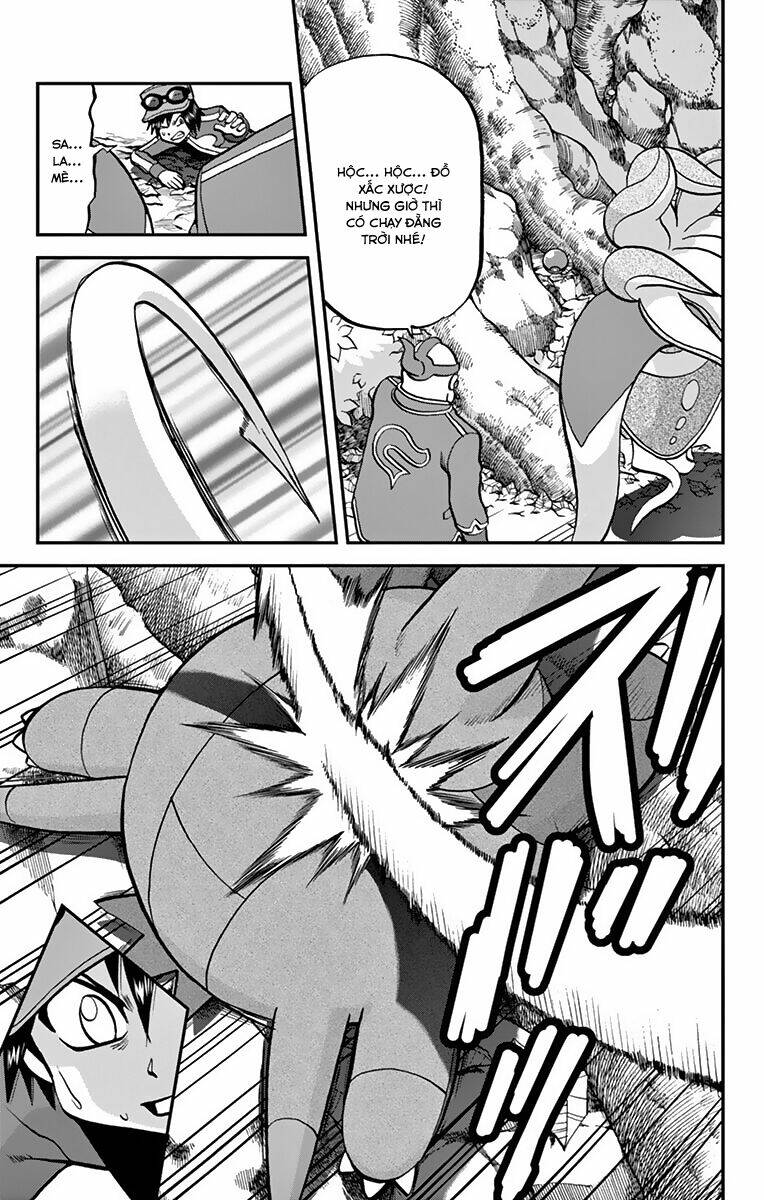 HỘC... HỘC... ĐỒ
XẤC XƯỢC!
NHƯNG GIỜ THÌ
CÓ CHẠY ĐẰNG
TRỜI NHÉ!
SA...
LA...
MÈ...